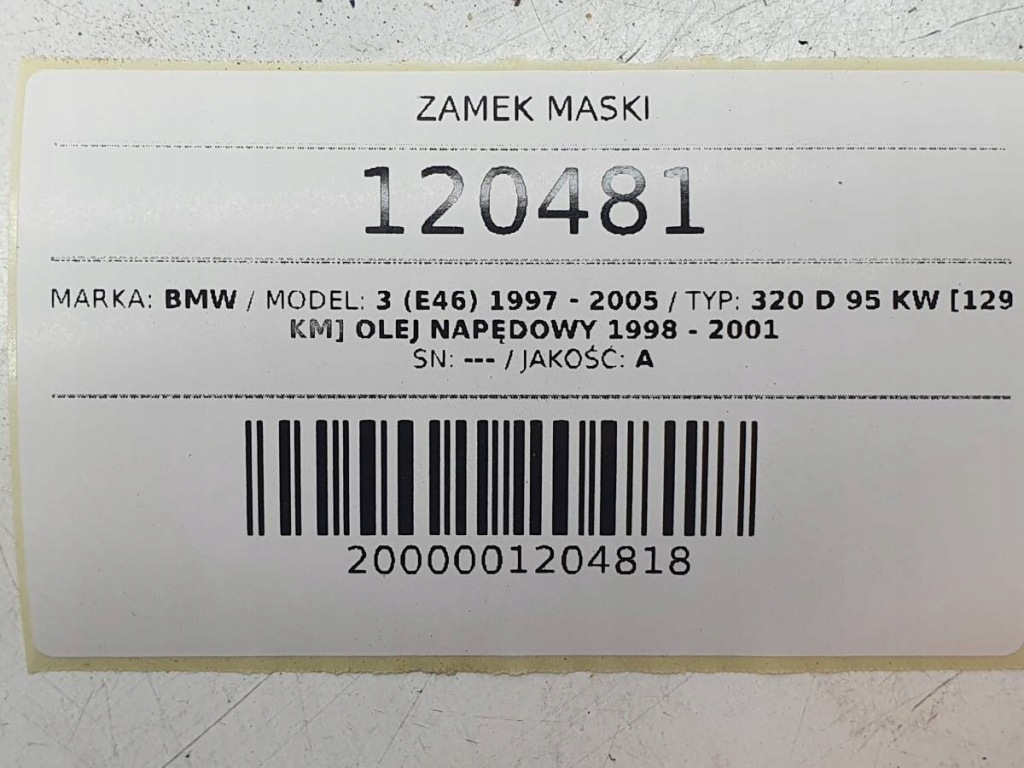 ZAMEK MASKI
120481
MARKA: BMW / MODEL: 3 (E46) 1997 - 2005 / TYP: 320 D 95 KW [129
KM] OLEJ NAPĘDOWY 1998 - 2001
SN: --- / JAKOŚĆ: A
2000001204818